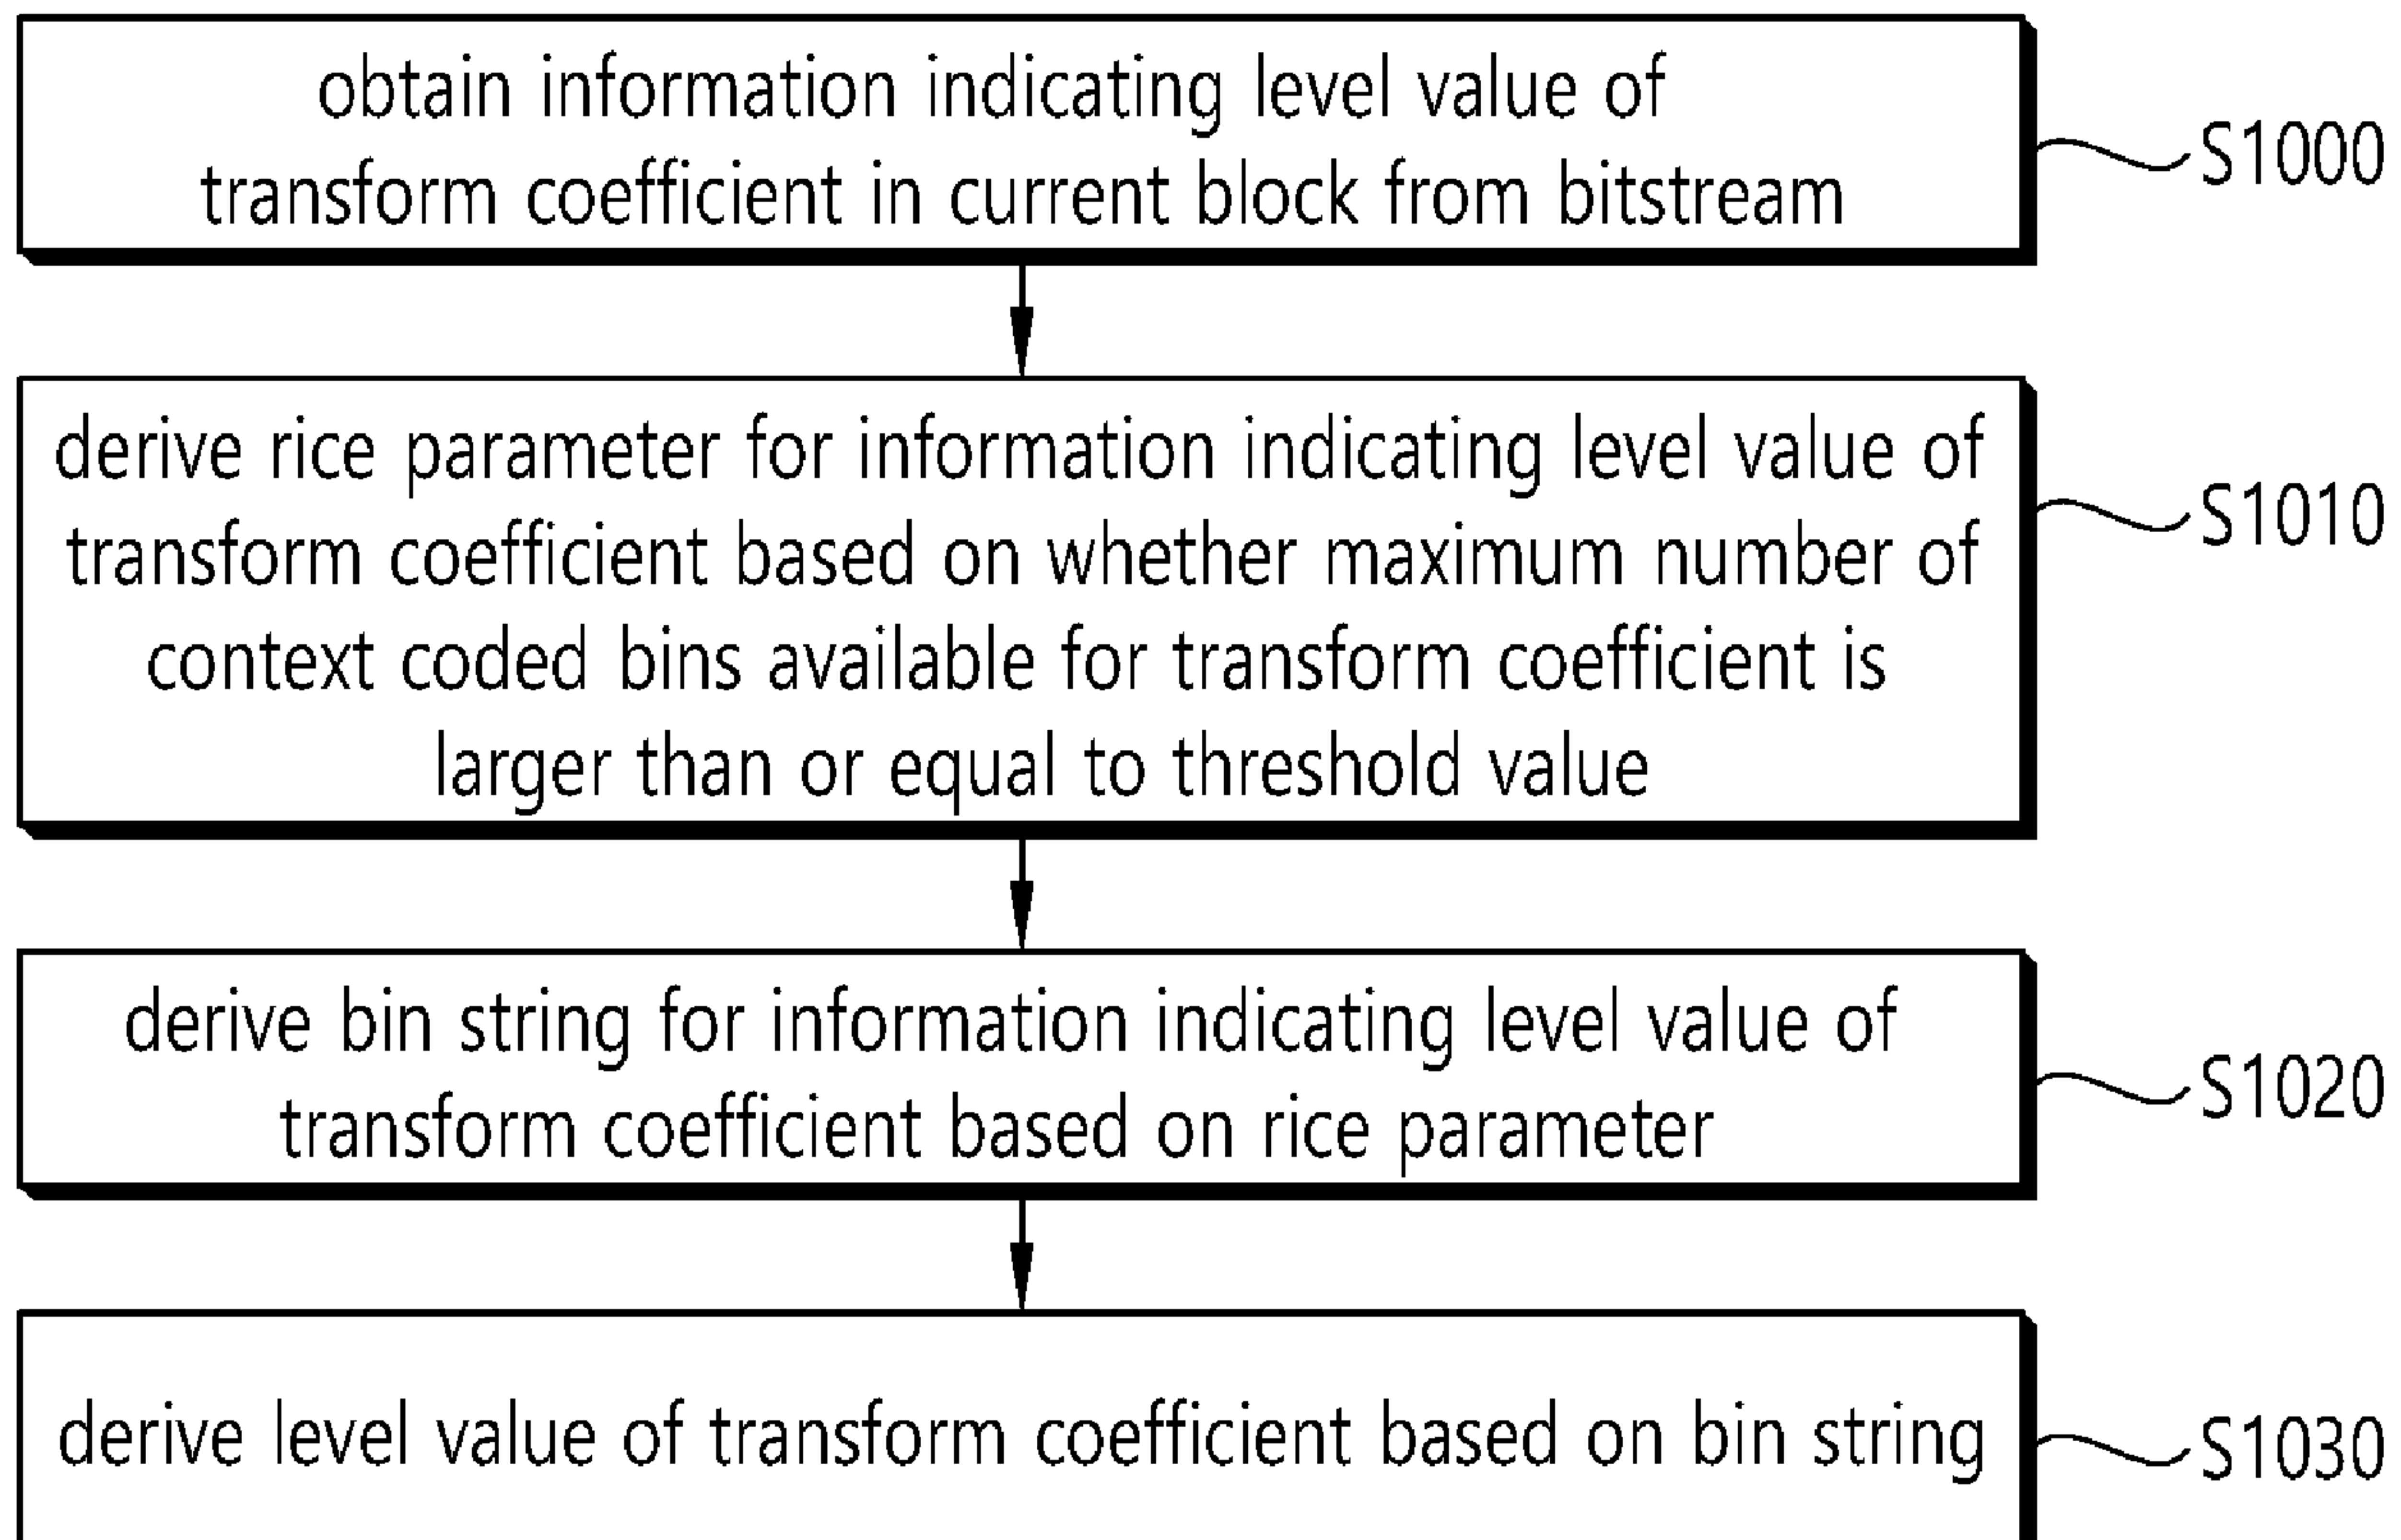 obtain information indicating level value of
transform coefficient in current block from bitstream
S1000
derive rice parameter for information indicating level value of
transform coefficient based on whether maximum number of
context coded bins available for transform coefficient is
larger than or equal to threshold value
S1010
derive bin string for information indicating level value of
transform coefficient based on rice parameter
S1020
derive level value of transform coefficient based on bin string
S1030